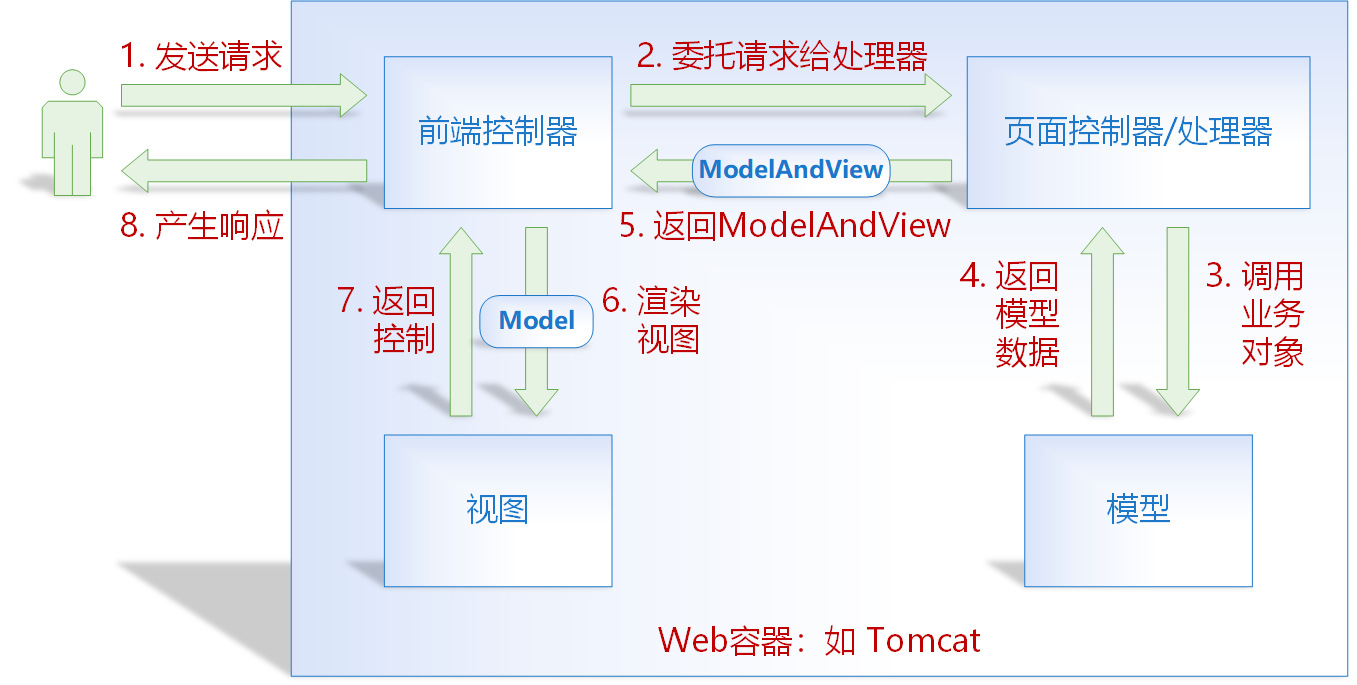 1. 发送请求
2. 委托请求给处理器
前端控制器
页面控制器/处理器
ModelAndView
8. 产生响应
5. 返回ModelAndView
7. 返回
控制
Model
6. 渲染
视图
4. 返回
模型
数据
3. 调用
业务
对象
视图
模型
Web容器：如 Tomcat